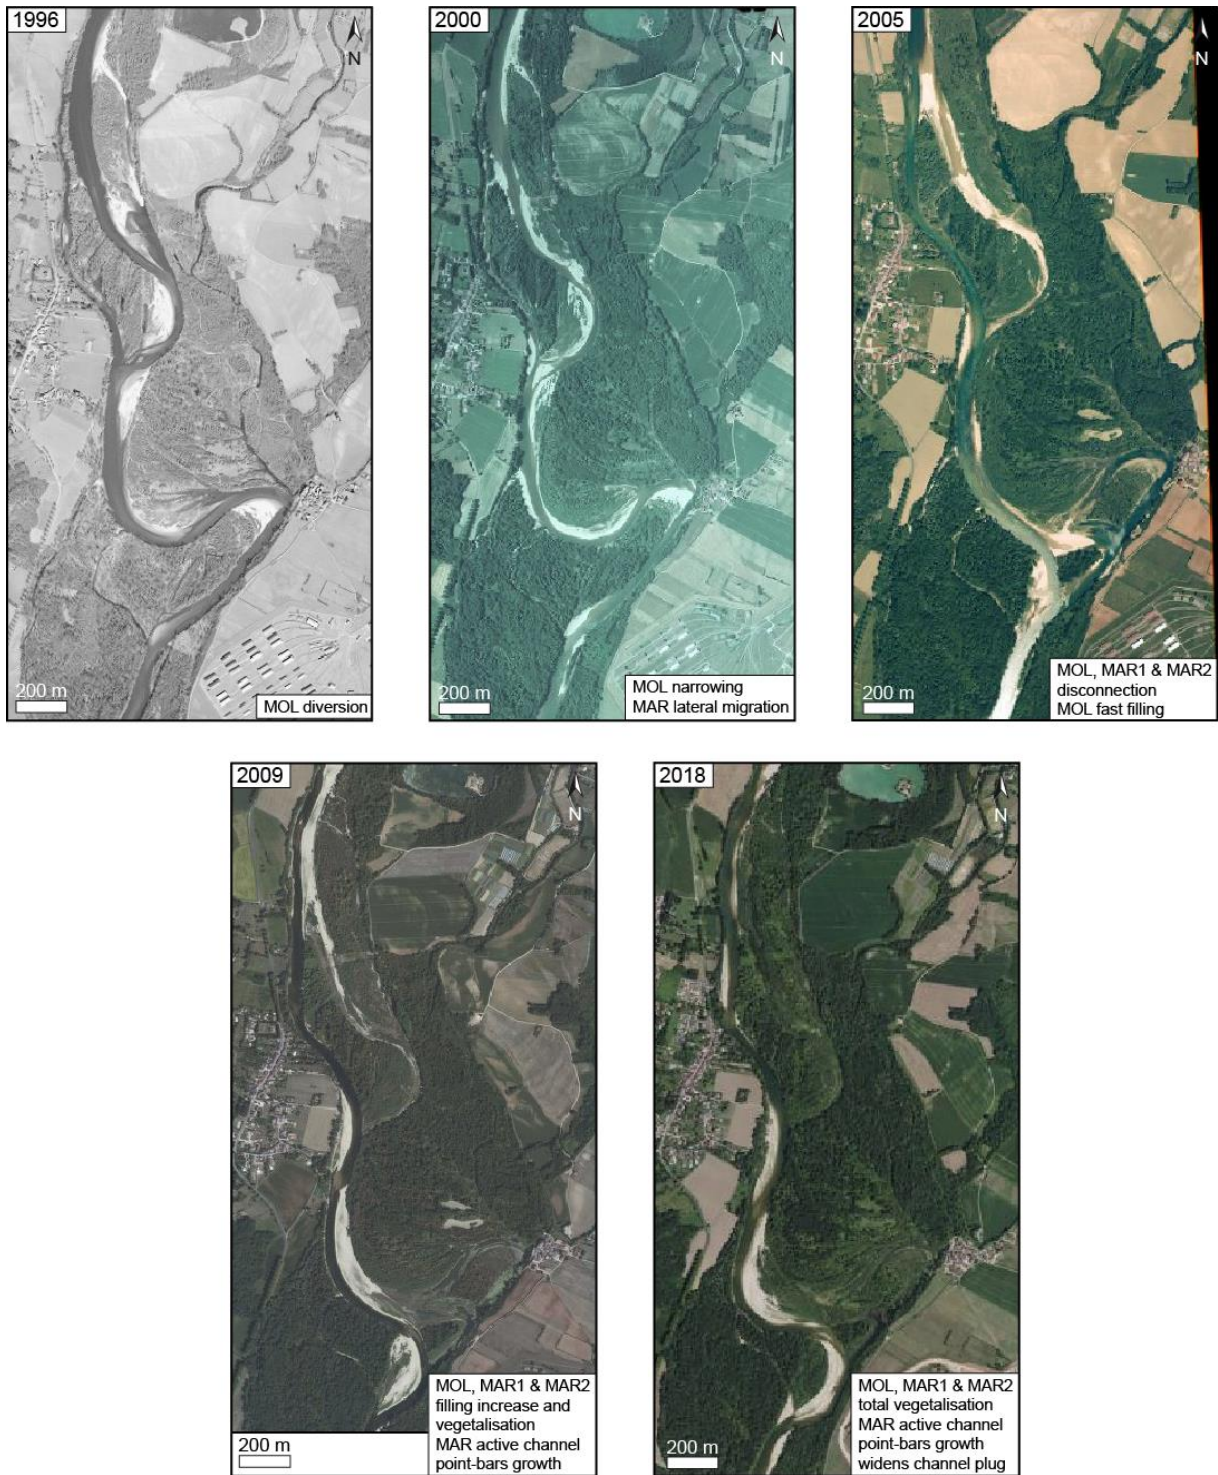 1996
N
200 m
MOL diversion
2000
N
200 m
MOL narrowing
MAR lateral migration
2005
N
200 m
MOL, MAR1 & MAR2
disconnection
MOL fast filling
2009
N
200 m
MOL, MAR1 & MAR2
filling increase and
vegetalisation
MAR active channel
point-bars growth
2018
N
200 m
MOL, MAR1 & MAR2
total vegetalisation
MAR active channel
point-bars growth
widens channel plug